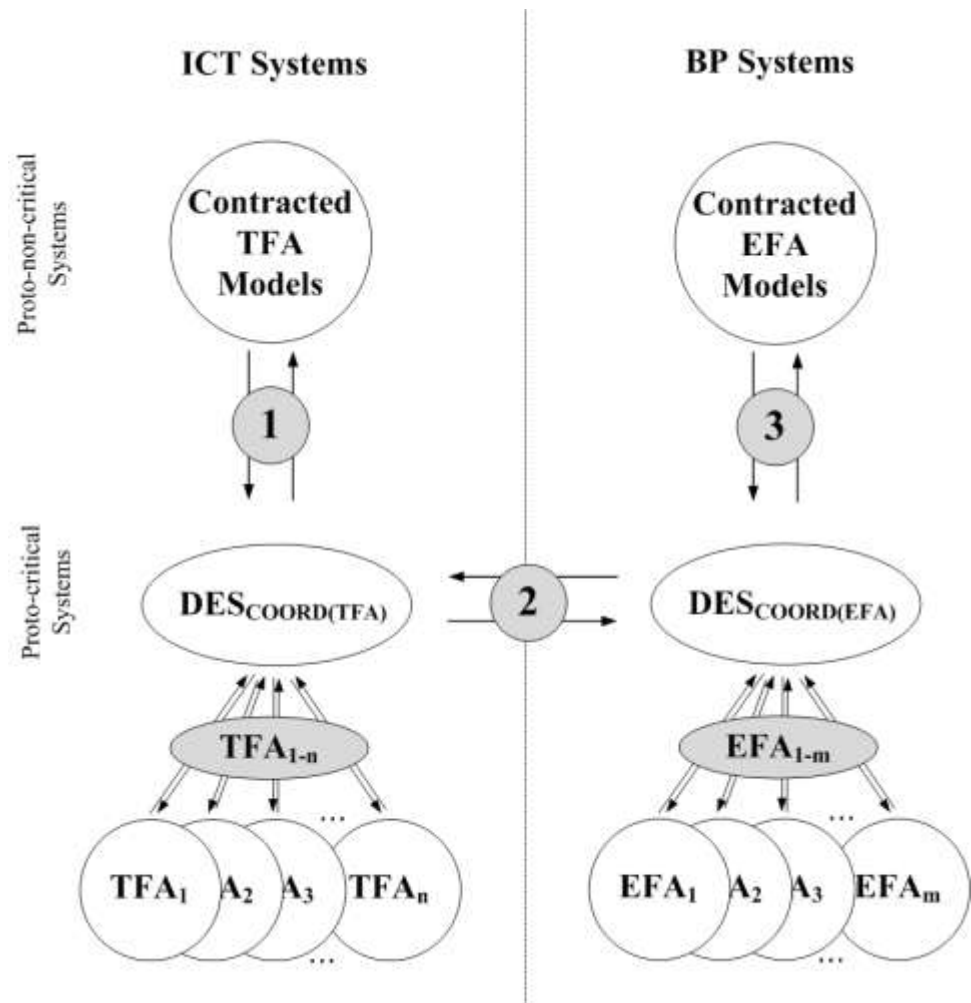 ICT Systems
BP Systems
Proto-non-critical
Systems
Contracted
TFA
Models
Contracted
EFA
Models
1
3
Proto-critical
Systems
DESCOORD(TFA)
2
DESCOORD(EFA)
TFA1-n
EFA1-m
...
...
TFA1
A2
A3
TFAn
EFA1
A2
A3
EFAm
...
...